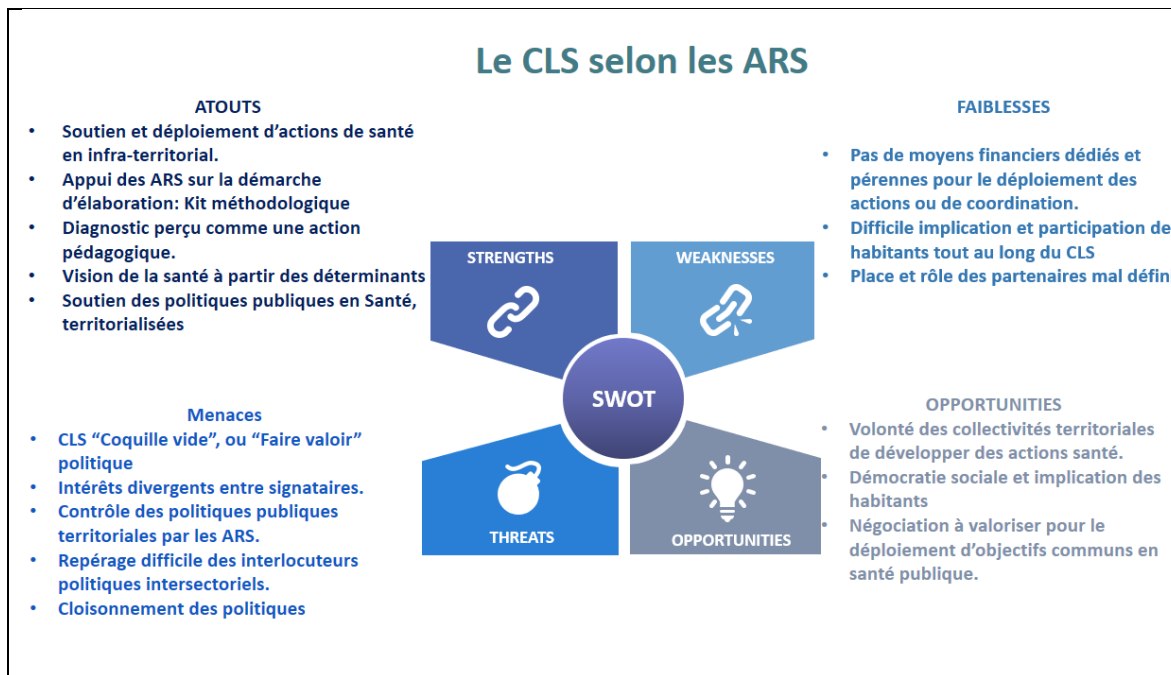 Le CLS selon les ARS
ATOUTS
• Soutien et déploiement d'actions de santé
en infra-territorial.
• Appui des ARS sur la démarche
d'élaboration: Kit méthodologique
• Diagnostic perçu comme une action
pédagogique.
• Vision de la santé à partir des déterminants
• Soutien des politiques publiques en Santé,
territorialisées
FAIBLESSES
• Pas de moyens financiers dédiés et
pérennes pour le déploiement des
actions ou de coordination.
• Difficile implication et participation de
habitants tout au long du CLS
• Place et rôle des partenaires mal défin
STRENGTHS
WEAKNESSES
SWOT
THREATS
OPPORTUNITIES
Menaces
• CLS “Coquille vide”, ou “Faire valoir”
politique
• Intérêts divergents entre signataires.
• Contrôle des politiques publiques
territoriales par les ARS.
• Repérage difficile des interlocuteurs
politiques intersectoriels.
• Cloisonnement des politiques
OPPORTUNITIES
• Volonté des collectivités territoriales
de développer des actions santé.
• Démocratie sociale et implication des
habitants
• Négociation à valoriser pour le
déploiement d'objectifs communs en
santé publique.